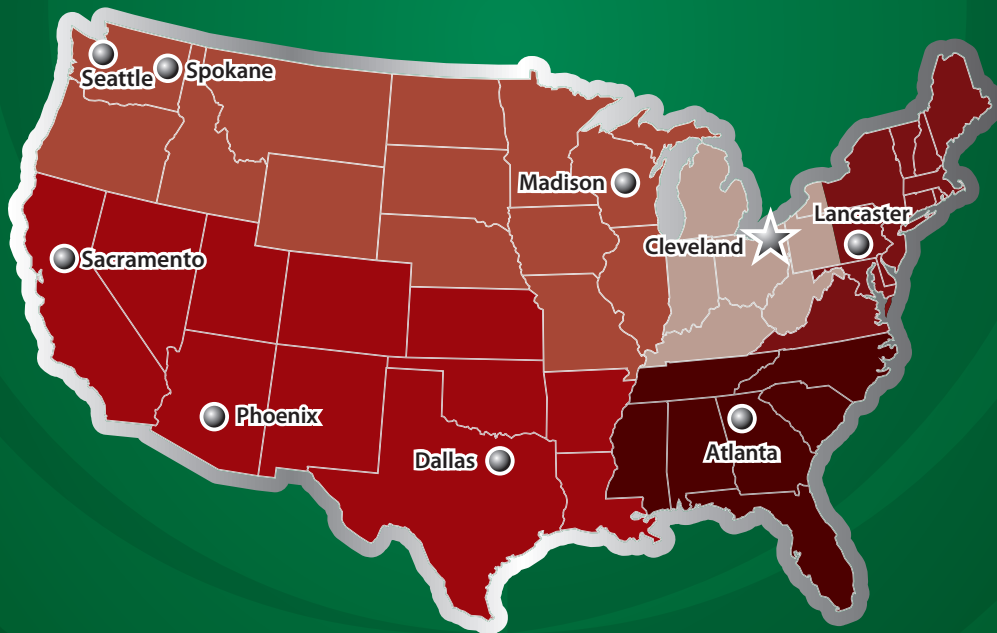 Seattle
Spokane
Madison
Lancaster
Cleveland
Sacramento
Phoenix
Dallas
Atlanta